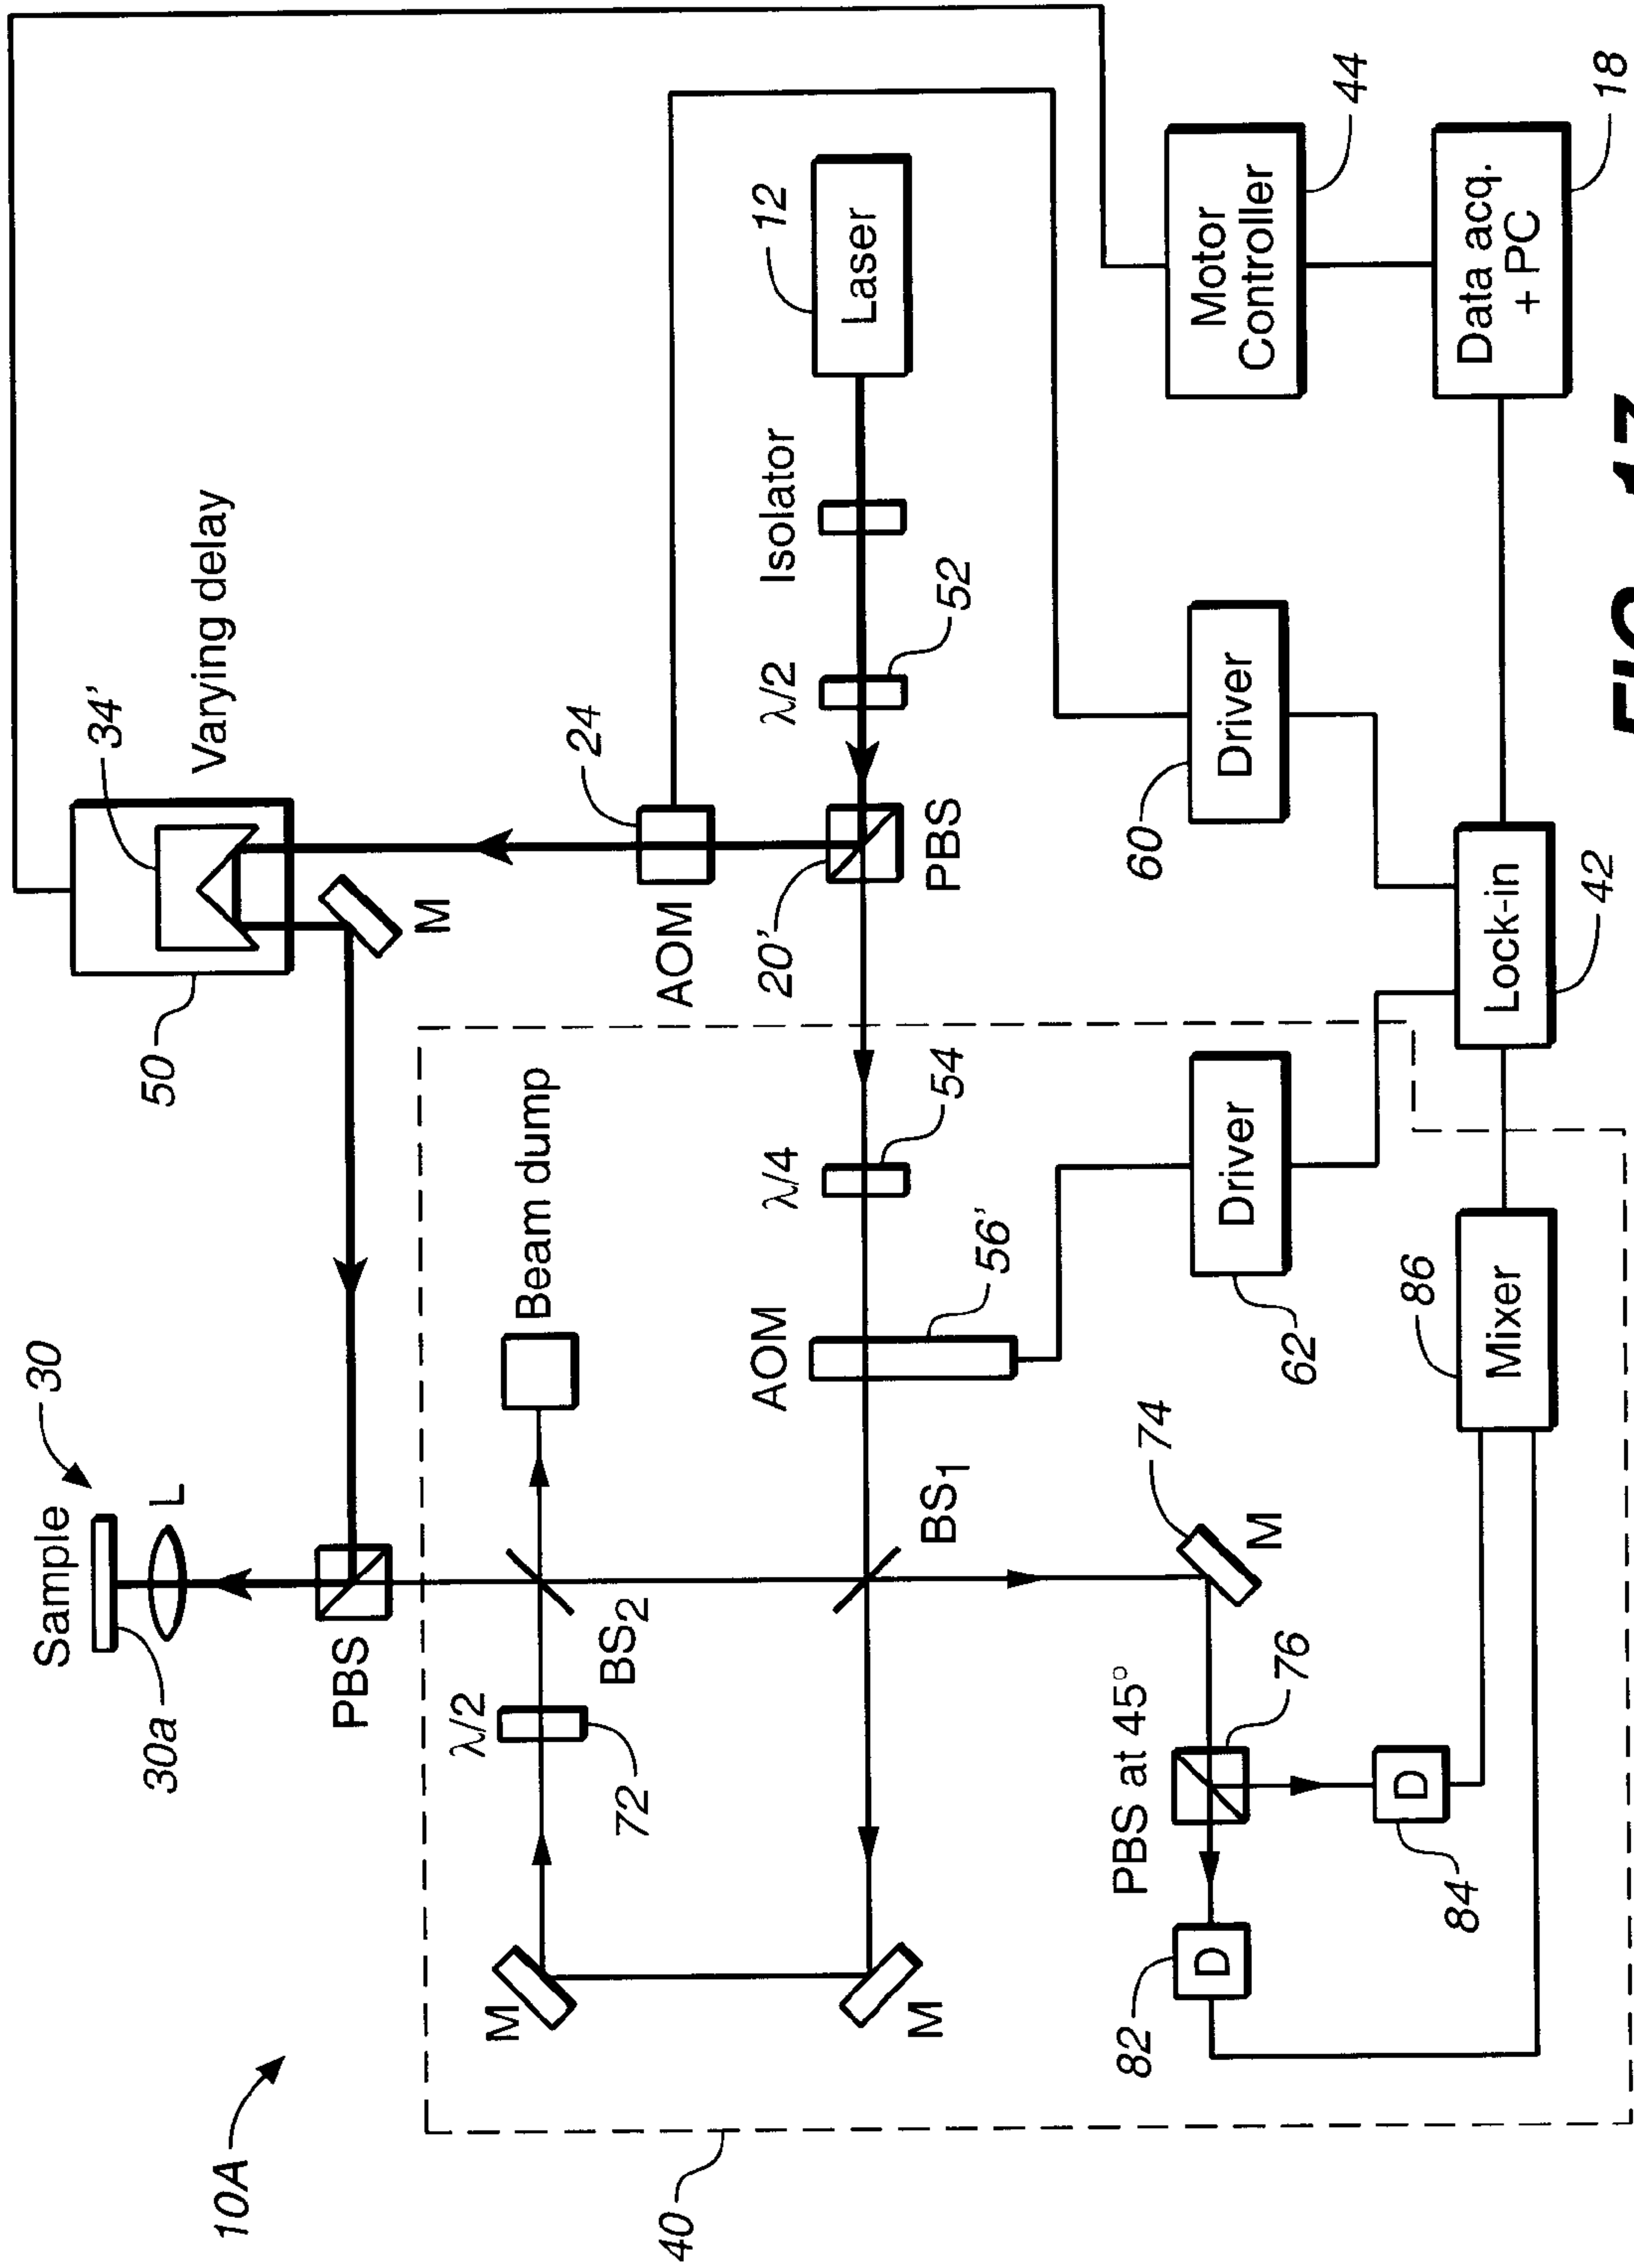 10A
40
Sample
30
30a
L
PBS
50
34'
Varying delay
M
λ/2
72
BS2
Beam dump
AOM
24
20'
PBS
λ/2
52
Isolator
12
Laser
M
M
BS1
AOM
56'
λ/4
54
PBS at 45°
76
74
M
82
D
84
D
62
Driver
60
Driver
Motor
Controller
44
86
Mixer
Lock-in
42
Data acq.
+ PC
18